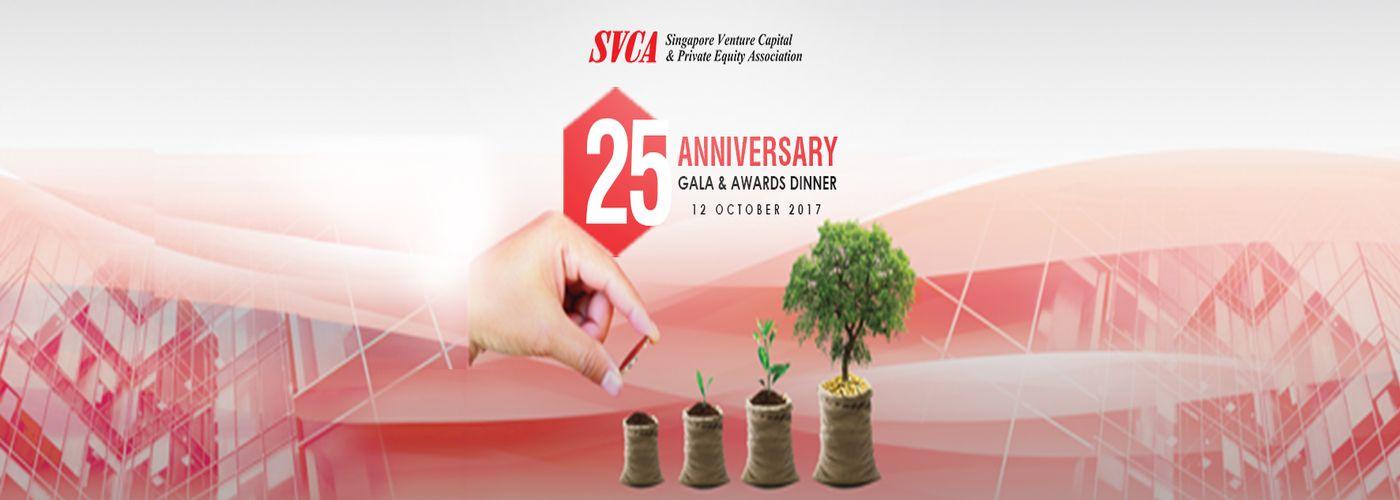 SVCA
Singapore Venture Capital
& Private Equity Association
25
ANNIVERSARY
GALA & AWARDS DINNER
12 OCTOBER 2017